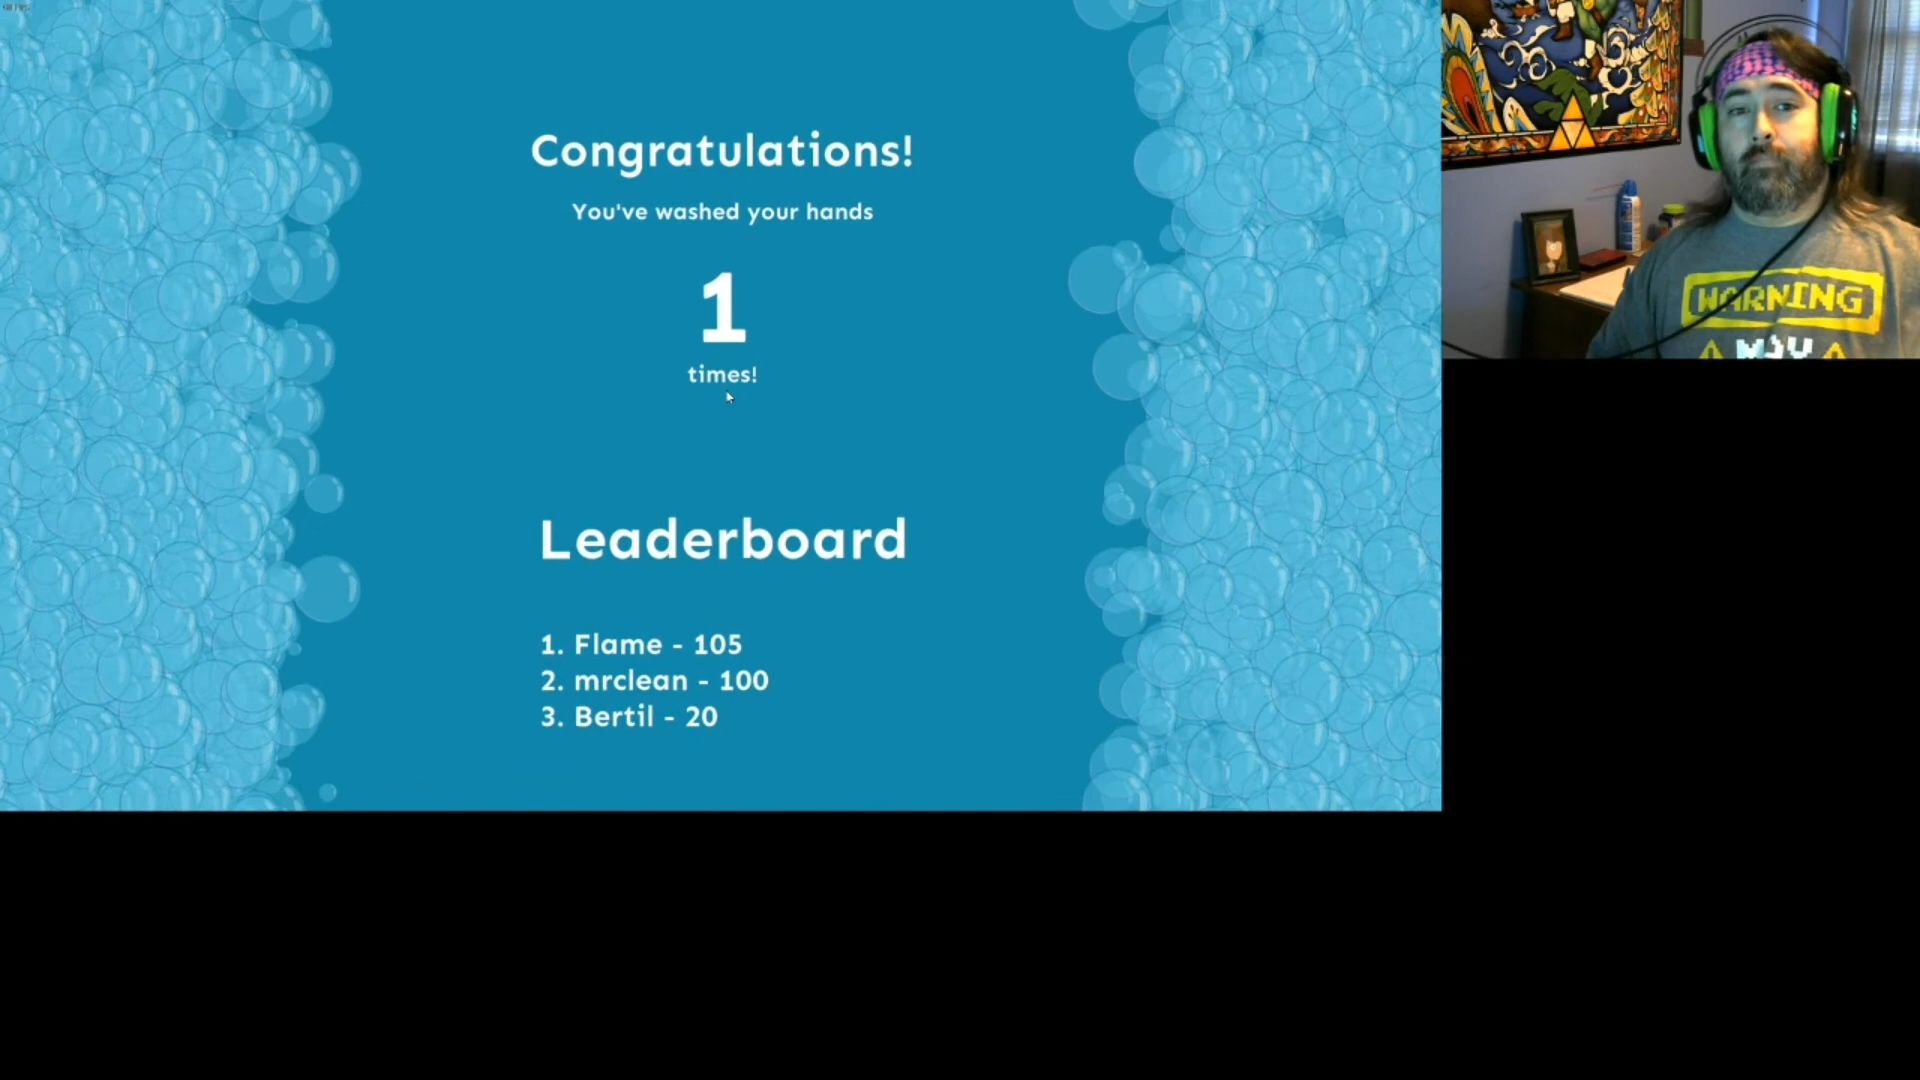 Congratulations!
You've washed your hands
1
times!
Leaderboard
1. Flame - 105
2. mrclean - 100
3. Bertil - 20
WARNING
MAY